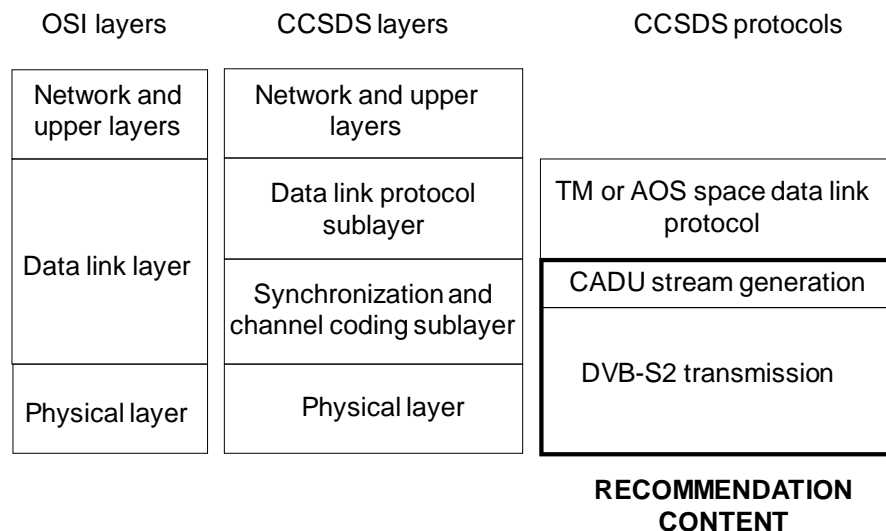 OSI layers
CCSDS layers
CCSDS protocols
Network and
upper layers
Network and upper
layers
Data link protocol
sublayer
TM or AOS space data link
protocol
Data link layer
Synchronization and
channel coding sublayer
CADU stream generation
DVB-S2 transmission
Physical layer
Physical layer
RECOMMENDATION
CONTENT